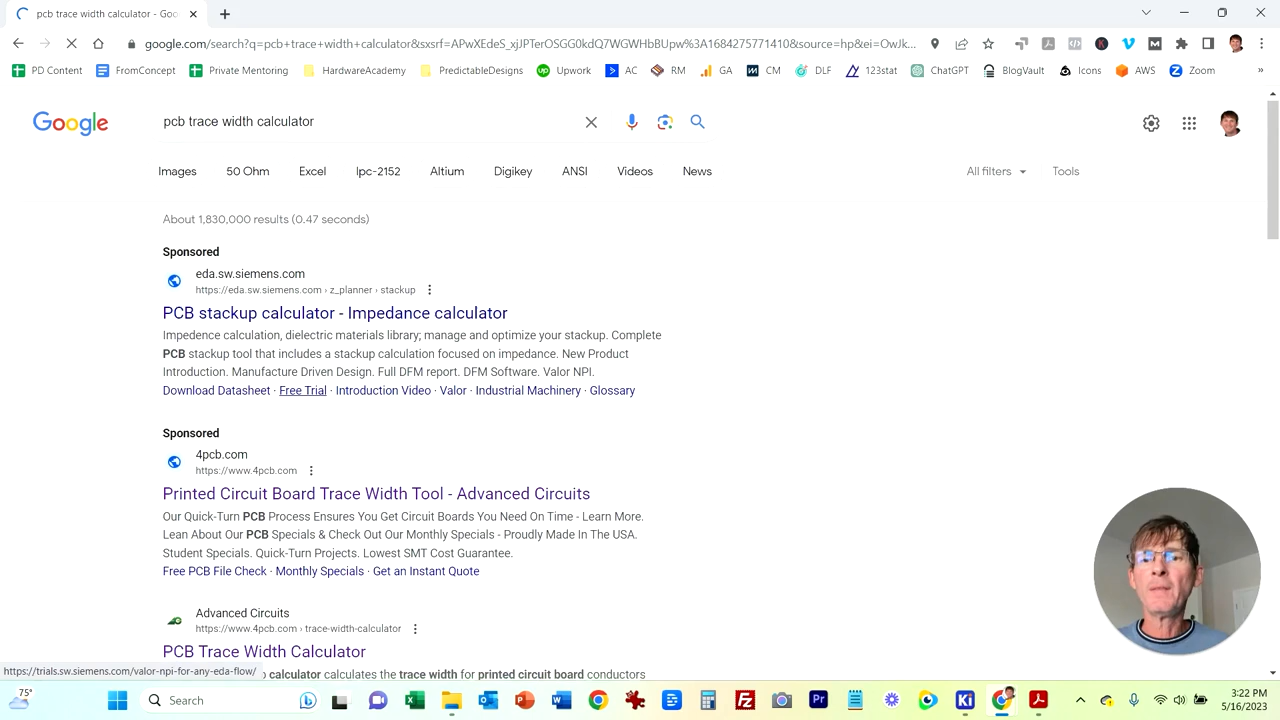 pcb trace width calculator - Goo
google.com/search?q=pcb+trace+width+calculator&sxsrf=APwXEdeS_xjJPTerOSGG0kdQ7WGWHbBUpw%3A1684275771410&source=hp&ei=OwJk...
PD Content FromConcept Private Mentoring HardwareAcademy PredictableDesigns Upwork AC RM GA CM DLF 123stat ChatGPT BlogVault Icons AWS Zoom »
Google pcb trace width calculator
Images 50 Ohm Excel Ipc-2152 Altium Digikey ANSI Videos News All filters Tools
About 1,830,000 results (0.47 seconds)
Sponsored
eda.sw.siemens.com
https://eda.sw.siemens.com › z_planner › stackup
PCB stackup calculator - Impedance calculator
Impedence calculation, dielectric materials library; manage and optimize your stackup. Complete
PCB stackup tool that includes a stackup calculation focused on impedance. New Product
Introduction. Manufacture Driven Design. Full DFM report. DFM Software. Valor NPI.
Download Datasheet · Free Trial · Introduction Video · Valor · Industrial Machinery · Glossary
Sponsored
4pcb.com
https://www.4pcb.com
Printed Circuit Board Trace Width Tool - Advanced Circuits
Our Quick-Turn PCB Process Ensures You Get Circuit Boards You Need On Time - Learn More.
Lean About Our PCB Specials & Check Out Our Monthly Specials - Proudly Made In The USA.
Student Specials. Quick-Turn Projects. Lowest SMT Cost Guarantee.
Free PCB File Check · Monthly Specials · Get an Instant Quote
Advanced Circuits
https://www.4pcb.com › trace-width-calculator
PCB Trace Width Calculator
calculator calculates the trace width for printed circuit board conductors
https://trials.sw.siemens.com/valor-npi-for-any-eda-flow/
75°
Search
3:22 PM
5/16/2023